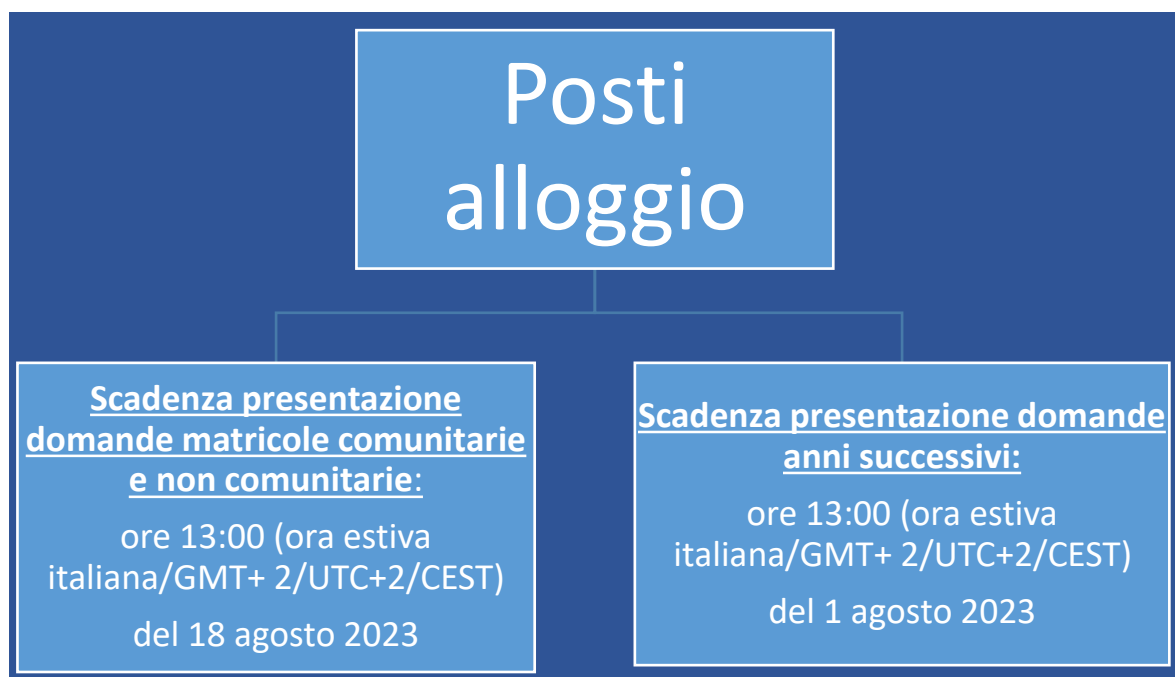 Posti
alloggio
Scadenza presentazione
domande matricole comunitarie
e non comunitarie:
ore 13:00 (ora estiva
italiana/GMT+ 2/UTC+2/CEST)
del 18 agosto 2023
Scadenza presentazione domande
anni successivi:
ore 13:00 (ora estiva
italiana/GMT+ 2/UTC+2/CEST)
del 1 agosto 2023